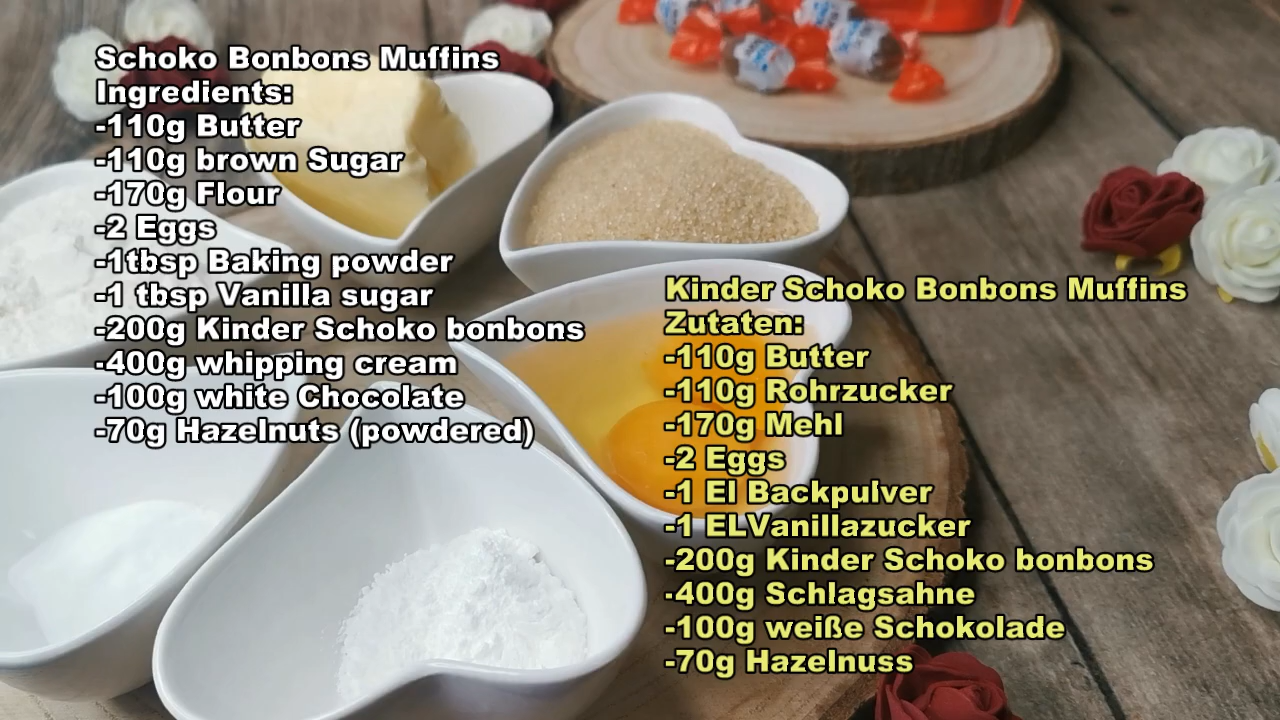 Schoko Bonbons Muffins
Ingredients:
-110g Butter
-110g brown Sugar
-170g Flour
-2 Eggs
-1tbsp Baking powder
-1 tbsp Vanilla sugar
-200g Kinder Schoko bonbons
-400g whipping cream
-100g white Chocolate
-70g Hazelnuts (powdered)
Kinder Schoko Bonbons Muffins
Zutaten:
-110g Butter
-110g Rohrzucker
-170g Mehl
-2 Eggs
-1 El Backpulver
-1 ELVanillazucker
-200g Kinder Schoko bonbons
-400g Schlagsahne
-100g weiße Schokolade
-70g Hazelnuss